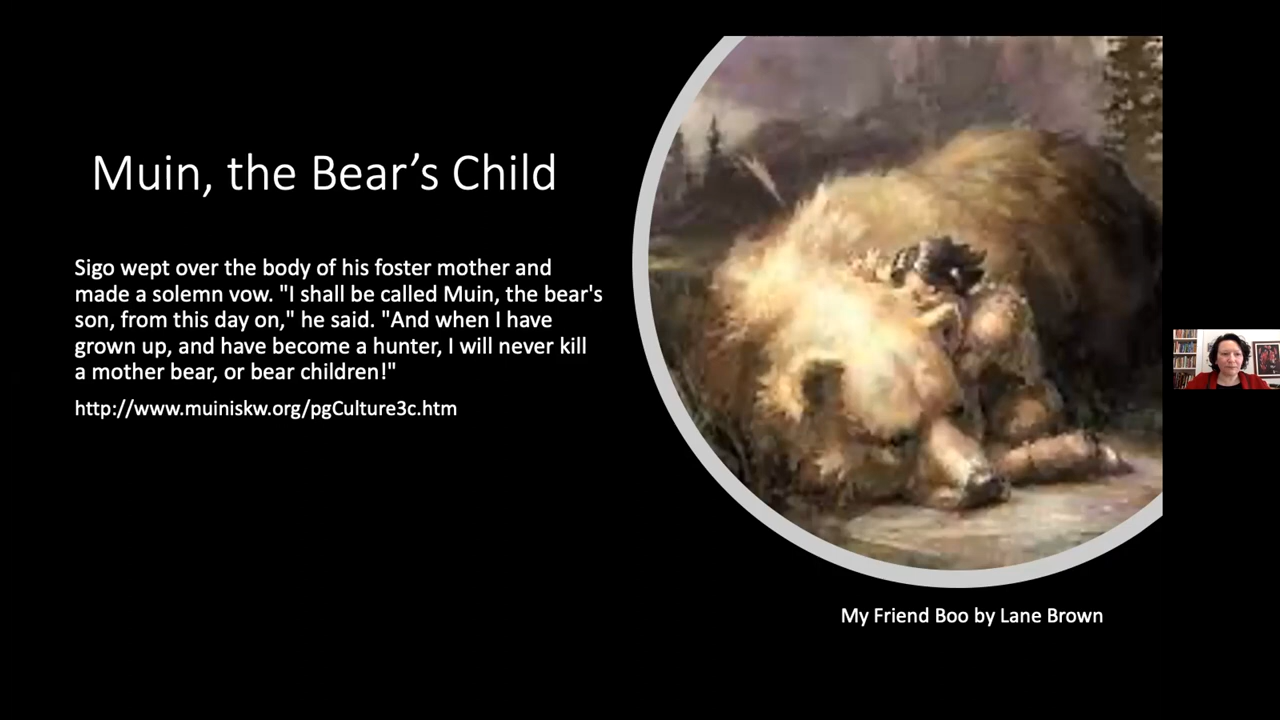 Muin, the Bear’s Child
Sigo wept over the body of his foster mother and
made a solemn vow. "I shall be called Muin, the bear's
son, from this day on," he said. "And when I have
grown up, and have become a hunter, I will never kill
a mother bear, or bear children!"
http://www.muiniskw.org/pgCulture3c.htm
My Friend Boo by Lane Brown